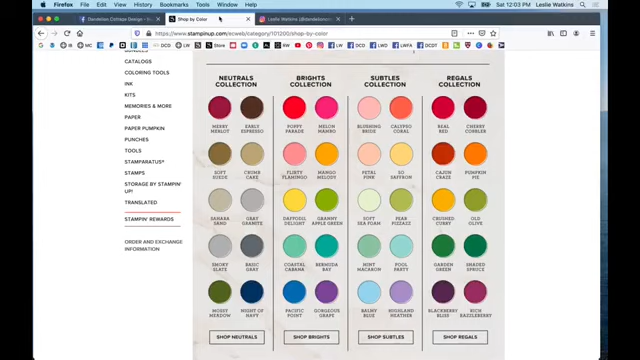 Firefox File Edit View History Bookmarks Tools Window Help
Sat 12:03 PM Leslie Watkins
Dandelion Cottage Design - In
Shop by Color
Leslie Watkins (@dandelion
https://www.stampinup.com/ecweb/category/101200/shop-by-color
BUNDLES
CATALOGS
COLORING TOOLS
INK
KITS
MEMORIES & MORE
PAPER
PAPER PUMPKIN
PUNCHES
TOOLS
STAMPARATUS®
STAMPS
STORAGE BY STAMPIN'
UP!
TRANSLATED
STAMPIN' REWARDS
ORDER AND EXCHANGE
INFORMATION
NEUTRALS
COLLECTION
MERRY
MERLOT
EARLY
ESPRESSO
SOFT
SUEDE
CRUMB
CAKE
SAHARA
SAND
GRAY
GRANITE
SMOKY
SLATE
BASIC
GRAY
MOSSY
MEADOW
NIGHT OF
NAVY
SHOP NEUTRALS
BRIGHTS
COLLECTION
POPPY
PARADE
MELON
MAMBO
FLIRTY
FLAMINGO
MANGO
MELODY
DAFFODIL
DELIGHT
GRANNY
APPLE GREEN
COASTAL
CABANA
BERMUDA
BAY
PACIFIC
POINT
GORGEOUS
GRAPE
SHOP BRIGHTS
SUBTLES
COLLECTION
BLUSHING
BRIDE
CALYPSO
CORAL
PETAL
PINK
SO
SAFFRON
SOFT
SEA FOAM
PEAR
PIZZAZZ
MINT
MACARON
POOL
PARTY
BALMY
BLUE
HIGHLAND
HEATHER
SHOP SUBTLES
REGALS
COLLECTION
REAL
RED
CHERRY
COBBLER
CAJUN
CRAZE
PUMPKIN
PIE
CRUSHED
CURRY
OLD
OLIVE
GARDEN
GREEN
SHADED
SPRUCE
BLACKBERRY
BLISS
RICH
RAZZLEBERRY
SHOP REGALS